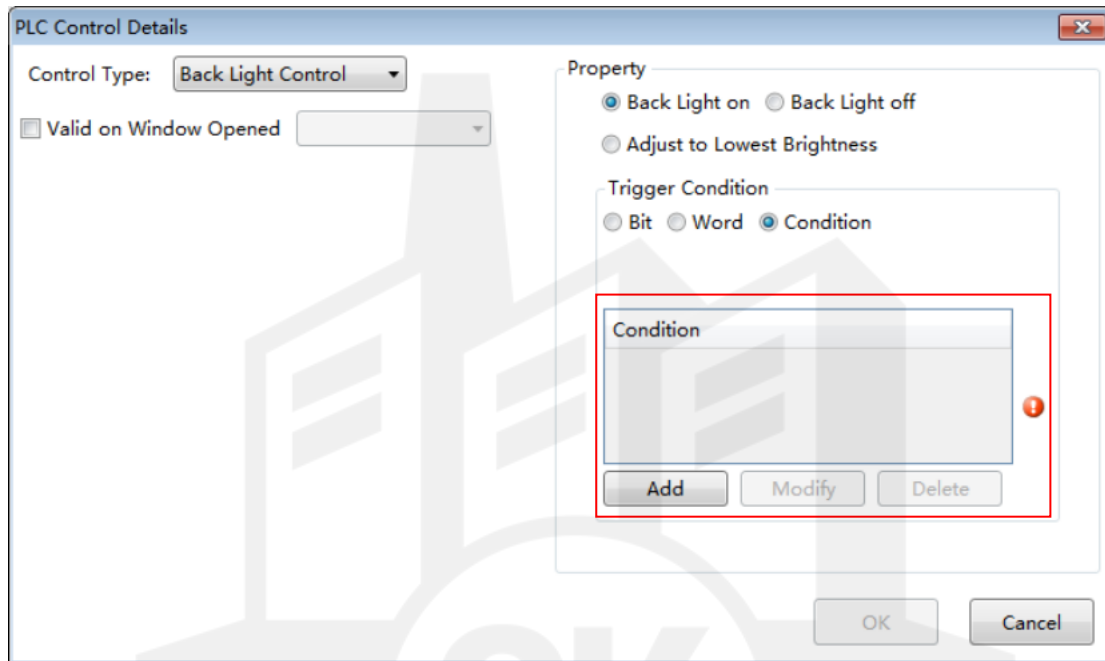 PLC Control Details
Control Type: Back Light Control
Valid on Window Opened
Property
Back Light on Back Light off
Adjust to Lowest Brightness
Trigger Condition
Bit Word Condition
Condition
Add Modify Delete
OK Cancel